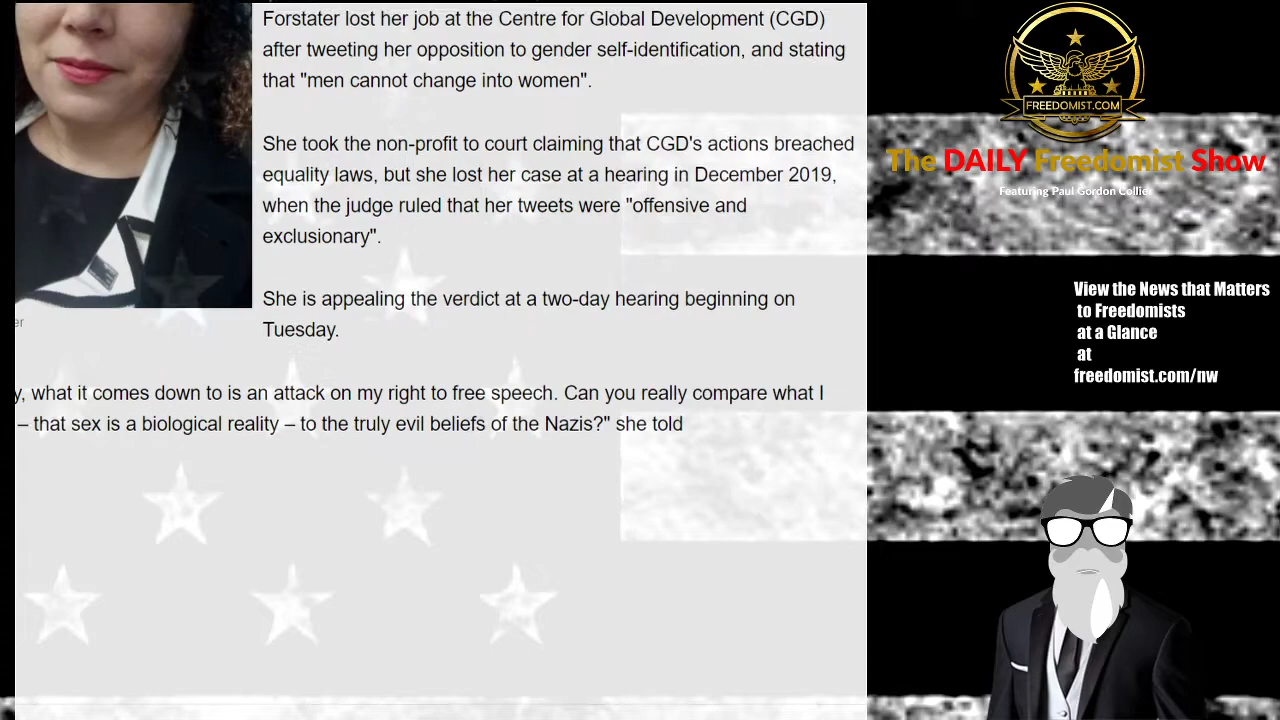 Forstater lost her job at the Centre for Global Development (CGD)
after tweeting her opposition to gender self-identification, and stating
that "men cannot change into women".
She took the non-profit to court claiming that CGD's actions breached
equality laws, but she lost her case at a hearing in December 2019,
when the judge ruled that her tweets were "offensive and
exclusionary".
She is appealing the verdict at a two-day hearing beginning on
Tuesday.
er
y, what it comes down to is an attack on my right to free speech. Can you really compare what I
– that sex is a biological reality – to the truly evil beliefs of the Nazis?" she told
FREEDOMIST.COM
The DAILY Freedomist Show
Featuring Paul Gordon Collie
View the News that Matters
to Freedomists
at a Glance
at
freedomist.com/nw